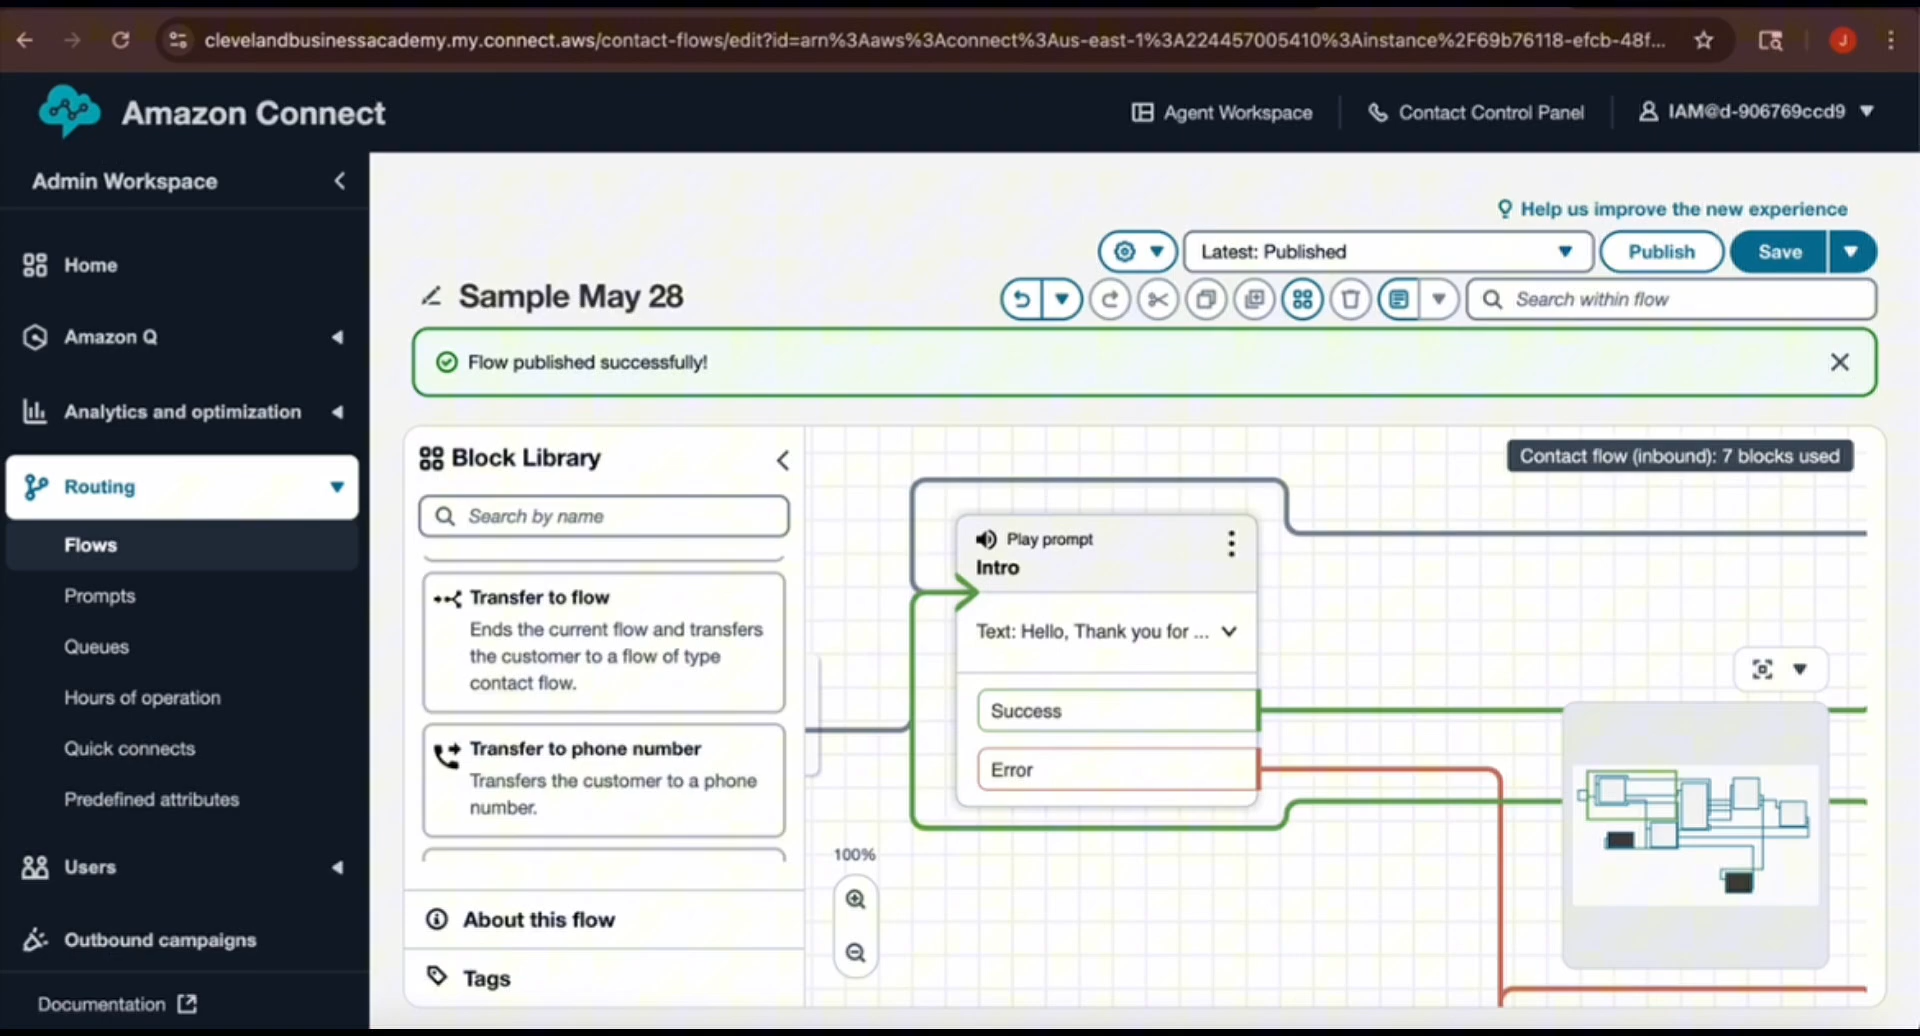 clevelandbusinessacademy.my.connect.aws/contact-flows/edit?id=arn%3Aaws%3Aconnect%3Aus-east-1%3A224457005410%3Ainstance%2F69b76118-efcb-48f...
J
Amazon Connect
Agent Workspace
Contact Control Panel
IAM@d-906769ccd9
Admin Workspace
Home
Amazon Q
Analytics and optimization
Routing
Flows
Prompts
Queues
Hours of operation
Quick connects
Predefined attributes
Users
Outbound campaigns
Documentation
Help us improve the new experience
Latest: Published
Publish
Save
Sample May 28
Search within flow
Flow published successfully!
Block Library
Search by name
Transfer to flow
Ends the current flow and transfers
the customer to a flow of type
contact flow.
Transfer to phone number
Transfers the customer to a phone
number.
About this flow
Tags
Contact flow (inbound): 7 blocks used
Play prompt
Intro
Text: Hello, Thank you for ...
Success
Error
100%